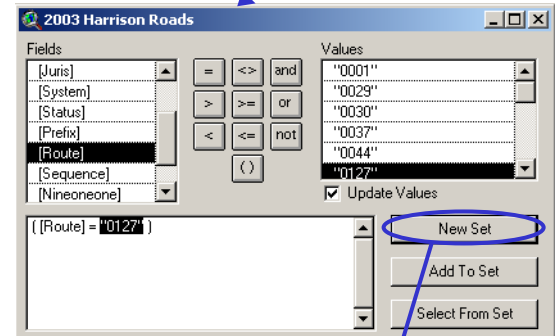 2003 Harrison Roads
Fields
Values
[Juris]
[System]
[Status]
[Prefix]
[Route]
[Sequence]
[Nineoneone]
= <> and
> >= or
< <= not
()
"0001"
"0029"
"0030"
"0037"
"0044"
"0127"
Update Values
( [Route] = "0127" )
New Set
Add To Set
Select From Set